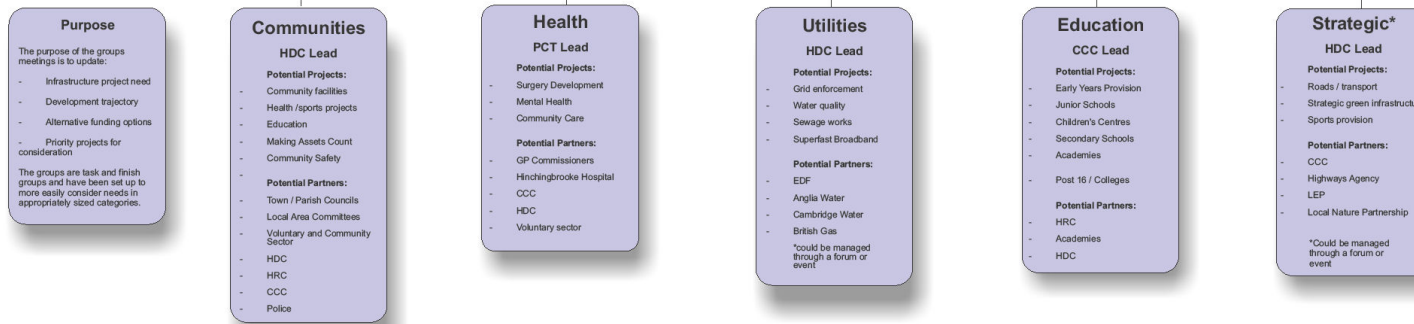 Purpose
The purpose of the groups
meetings is to update:
- Infrastructure project need
- Development trajectory
- Alternative funding options
- Priority projects for
consideration
The groups are task and finish
groups and have been set up to
more easily consider needs in
appropriately sized categories.
Communities
HDC Lead
Potential Projects:
- Community facilities
- Health /sports projects
- Education
- Making Assets Count
- Community Safety
-
Potential Partners:
- Town / Parish Councils
- Local Area Committees
- Voluntary and Community
Sector
- HDC
- HRC
- CCC
- Police
Health
PCT Lead
Potential Projects:
- Surgery Development
- Mental Health
- Community Care
Potential Partners:
- GP Commissioners
- Hinchingbrooke Hospital
- CCC
- HDC
- Voluntary sector
Utilities
HDC Lead
Potential Projects:
- Grid enforcement
- Water quality
- Sewage works
- Superfast Broadband
Potential Partners:
- EDF
- Anglia Water
- Cambridge Water
- British Gas
*could be managed
through a forum or
event
Education
CCC Lead
Potential Projects:
- Early Years Provision
- Junior Schools
- Children's Centres
- Secondary Schools
- Academies
- Post 16 / Colleges
Potential Partners:
- HRC
- Academies
- HDC
Strategic*
HDC Lead
Potential Projects:
- Roads / transport
- Strategic green infrastructu
- Sports provision
Potential Partners:
- CCC
- Highways Agency
- LEP
- Local Nature Partnership
*Could be managed
through a forum or
event